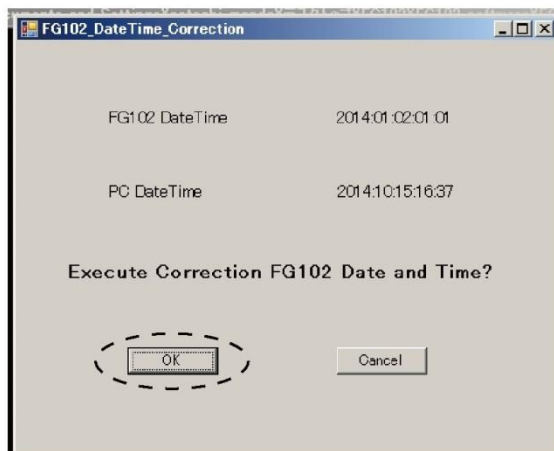 FG102_DateTime_Correction
FG102 DateTime 2014:01:02:01:01
PC DateTime 2014:10:15:16:37
Execute Correction FG102 Date and Time?
OK Cancel